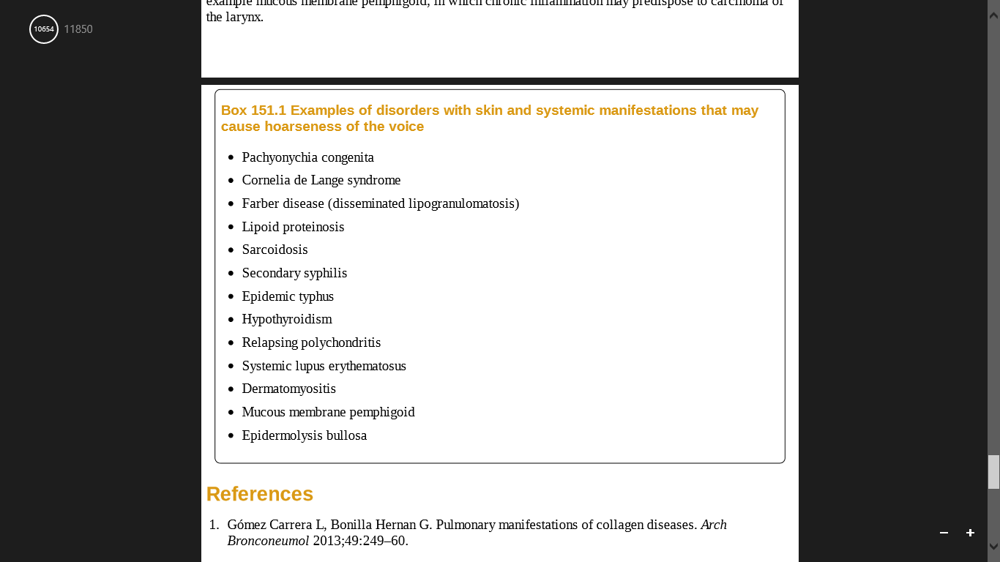 10654 11850
example mucous membrane pemphigoid, in which chronic inflammation may predispose to carcinoma of
the larynx.
Box 151.1 Examples of disorders with skin and systemic manifestations that may
cause hoarseness of the voice
• Pachyonychia congenita
• Cornelia de Lange syndrome
• Farber disease (disseminated lipogranulomatosis)
• Lipoid proteinosis
• Sarcoidosis
• Secondary syphilis
• Epidemic typhus
• Hypothyroidism
• Relapsing polychondritis
• Systemic lupus erythematosus
• Dermatomyositis
• Mucous membrane pemphigoid
• Epidermolysis bullosa
References
1. Gómez Carrera L, Bonilla Hernan G. Pulmonary manifestations of collagen diseases. Arch
Bronconeumol 2013;49:249–60.